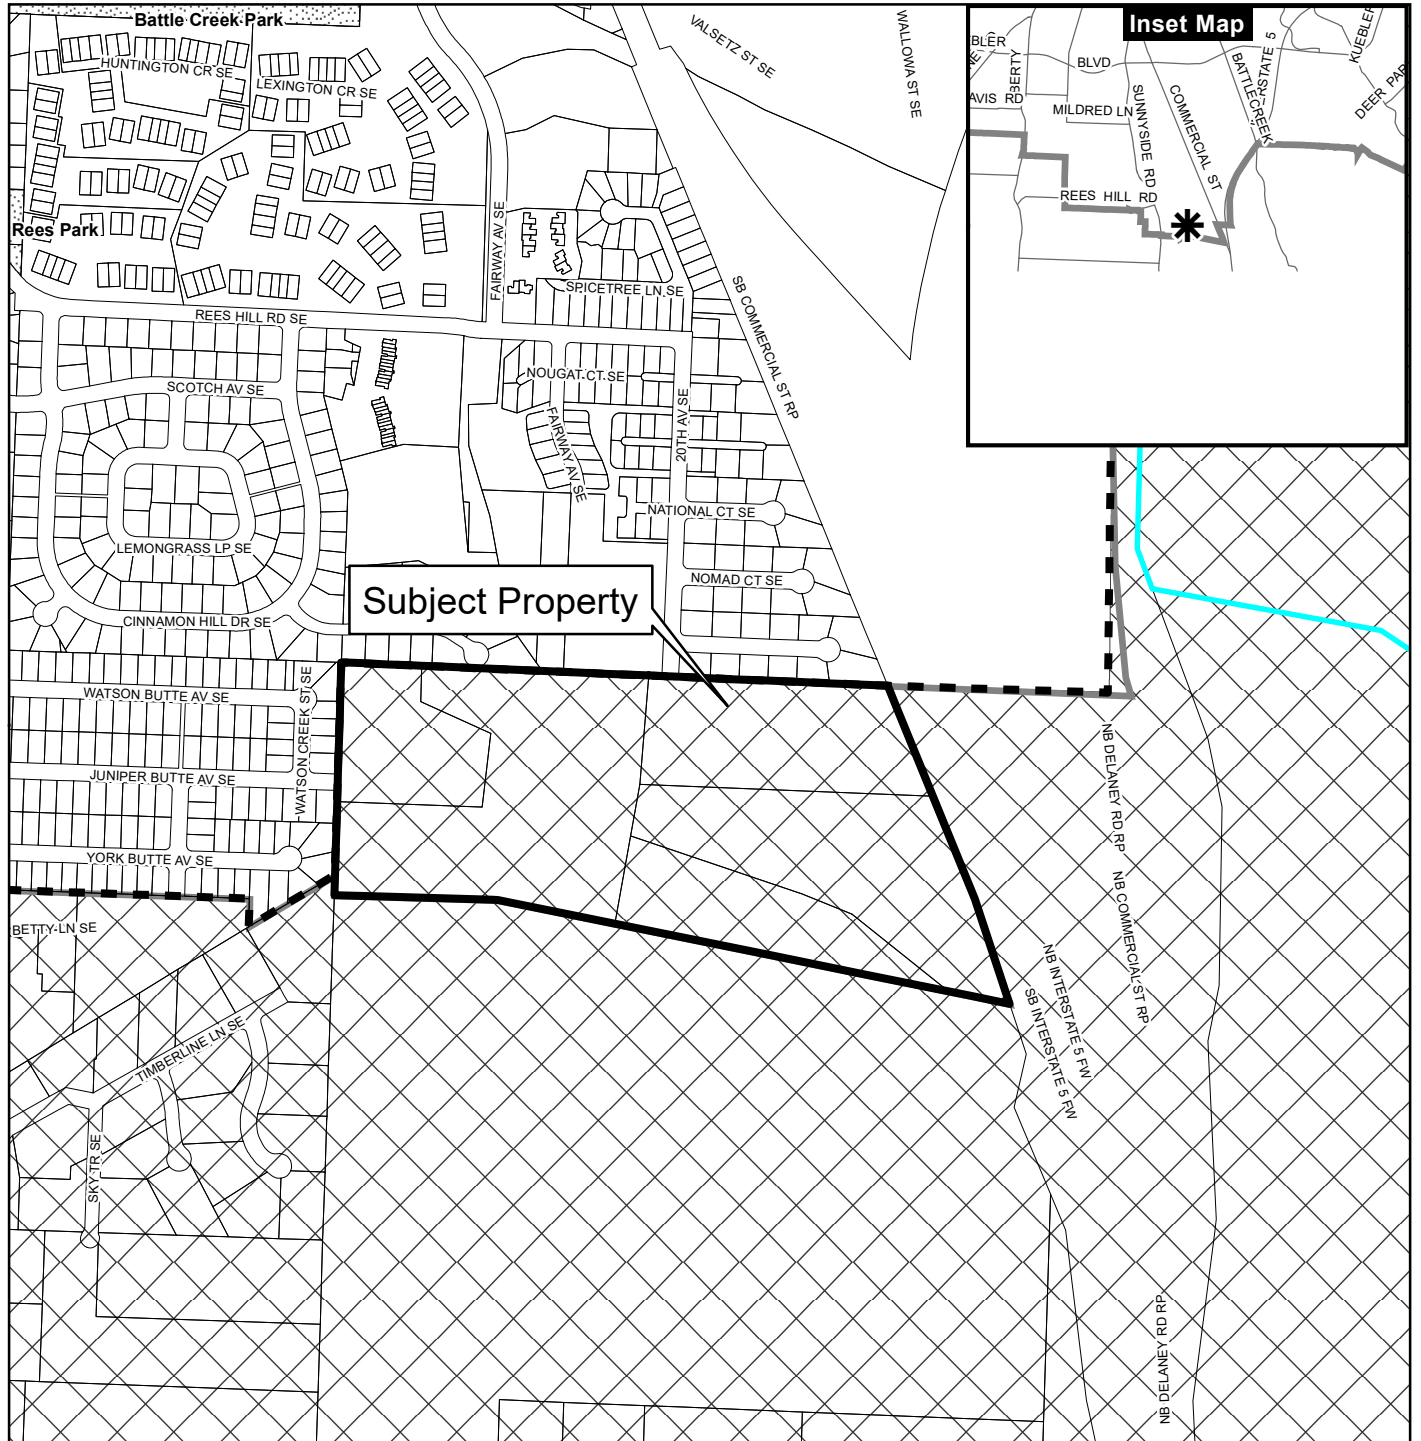 Battle Creek Park
HUNTINGTON CR SE
LEXINGTON CR SE
VALSETZ ST SE
WALLOWA ST SE
Inset Map
BLVD
BERTY
AVIS RD
MILDRED LN
SUNNYSIDE RD
COMMERCIAL ST
BATTLECREEK
RSTATE 5
KUEBLER
DEER PAR
REES HILL RD
Rees Park
FAIRWAY AV SE
SPICETREE LN SE
SB COMMERCIAL ST RP
REES HILL RD SE
SCOTCH AV SE
NOUGAT CT SE
FAIRWAY AV SE
20TH AV SE
NATIONAL CT SE
LEMONGRASS LP SE
NOMAD CT SE
Subject Property
CINNAMON HILL DR SE
WATSON BUTTE AV SE
WATSON CREEK ST SE
JUNIPER BUTTE AV SE
YORK BUTTE AV SE
NB DELANEY RD RP
NB COMMERCIAL ST RP
BETTY LN SE
NB INTERSTATE 5 FW
SB INTERSTATE 5 FW
TIMBERLINE LN SE
SKY TR SE
NB DELANEY RD RP